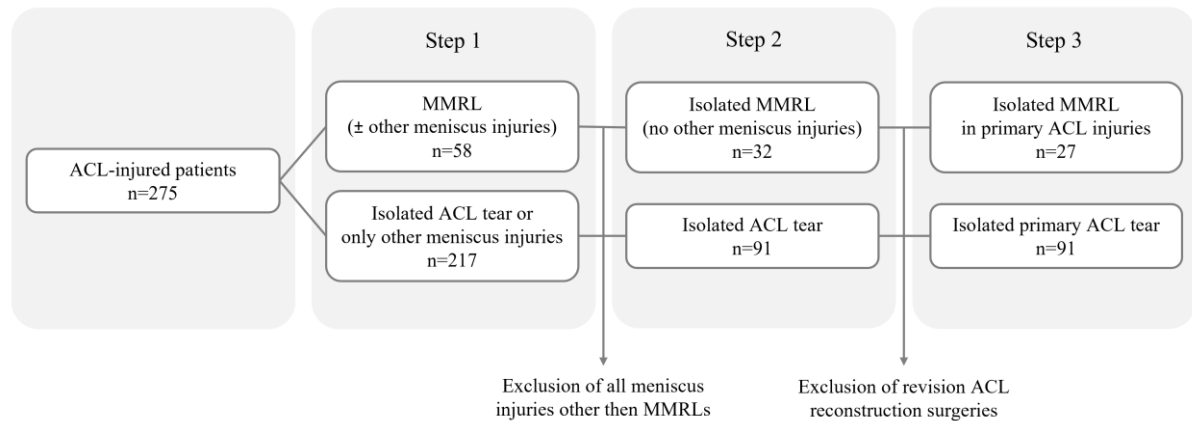 ACL-injured patients
n=275
Step 1
MMRL
(± other meniscus injuries)
n=58
Isolated ACL tear or
only other meniscus injuries
n=217
Step 2
Isolated MMRL
(no other meniscus injuries)
n=32
Isolated ACL tear
n=91
Step 3
Isolated MMRL
in primary ACL injuries
n=27
Isolated primary ACL tear
n=91
Exclusion of all meniscus
injuries other then MMRLs
Exclusion of revision ACL
reconstruction surgeries